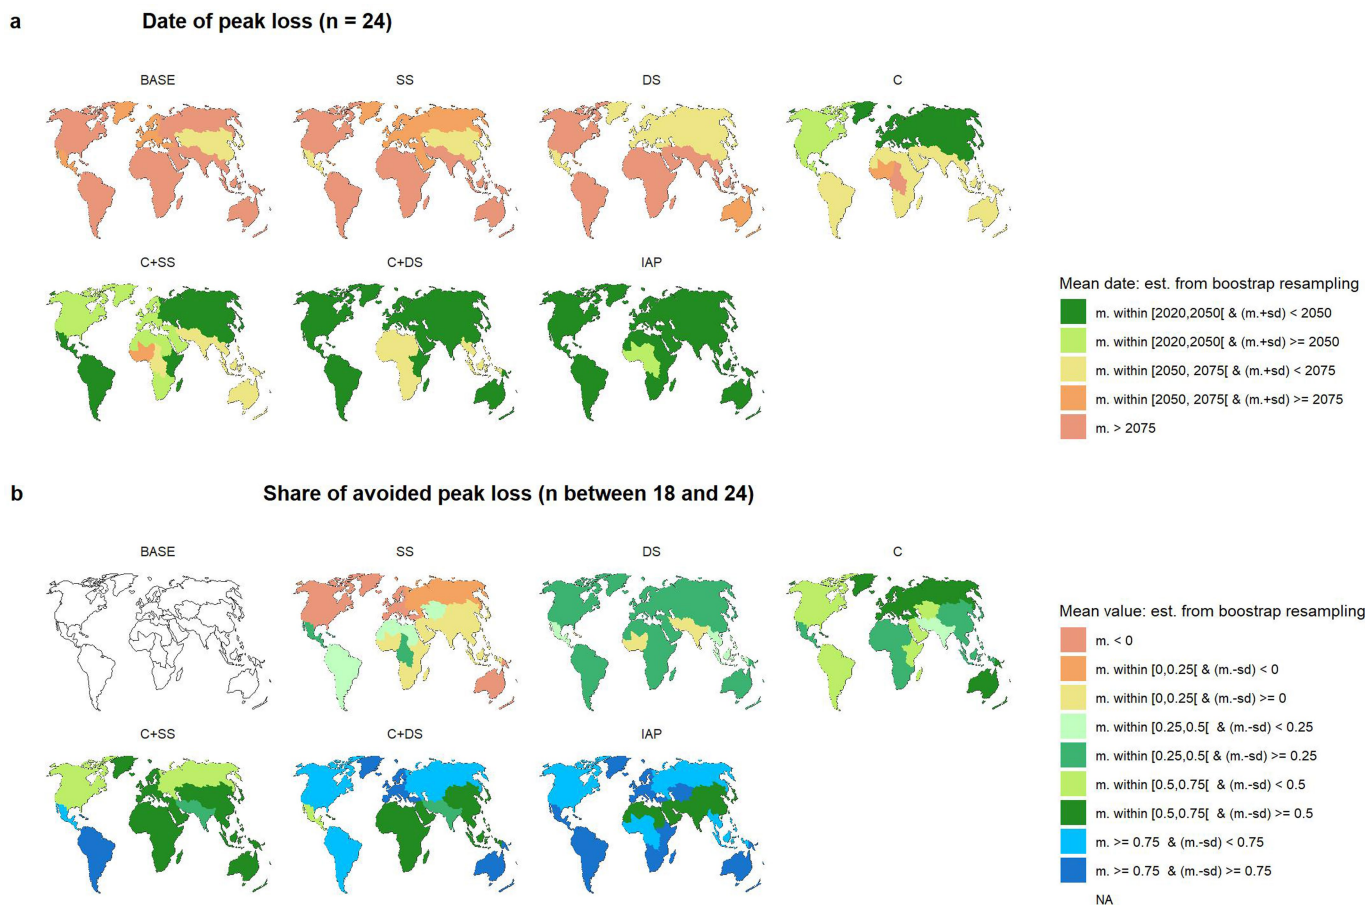 a
Date of peak loss (n = 24)
BASE
SS
DS
C
C+SS
C+DS
IAP
Mean date: est. from boostrap resampling
m. within [2020,2050[ & (m.+sd) < 2050
m. within [2020,2050[ & (m.+sd) >= 2050
m. within [2050, 2075[ & (m.+sd) < 2075
m. within [2050, 2075[ & (m.+sd) >= 2075
m. > 2075
b
Share of avoided peak loss (n between 18 and 24)
BASE
SS
DS
C
C+SS
C+DS
IAP
Mean value: est. from boostrap resampling
m. < 0
m. within [0,0.25[ & (m.-sd) < 0
m. within [0,0.25[ & (m.-sd) >= 0
m. within [0.25,0.5[  & (m.-sd) < 0.25
m. within [0.25,0.5[ & (m.-sd) >= 0.25
m. within [0.5,0.75[ & (m.-sd) < 0.5
m. within [0.5,0.75[ & (m.-sd) >= 0.5
m. >= 0.75  & (m.-sd) < 0.75
m. >= 0.75  & (m.-sd) >= 0.75
NA